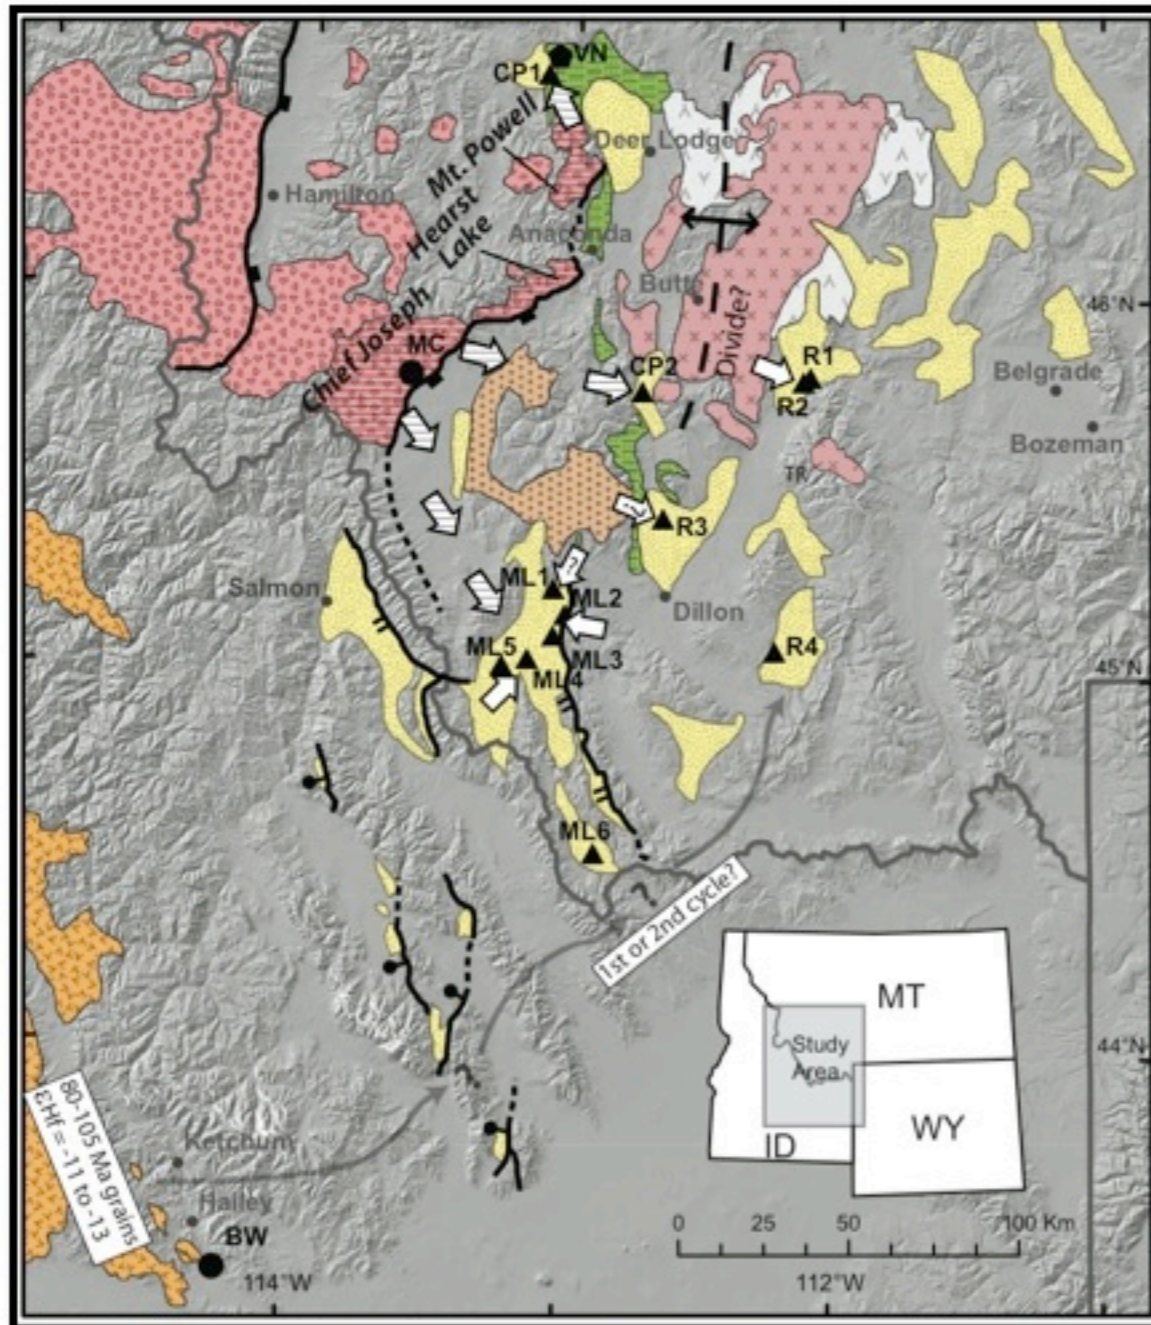 VN
CP1
Mt. Powell
Deer Lodge
Hamilton
Hearst
Lake
Anaconda
Butte
46°N
Chief Joseph
MC
Divide?
CP2
R1
R2
Belgrade
Bozeman
TR
?
R3
Salmon
ML1
?
ML2
Dillon
ML5
ML3
ML4
R4
45°N
ML6
1st or 2nd cycle?
MT
Study
Area
WY
ID
44°N
80-105 Ma grains
εHf = -11 to -13
Ketchum
Hailey
BW
0 25 50 100 Km
114°W
112°W